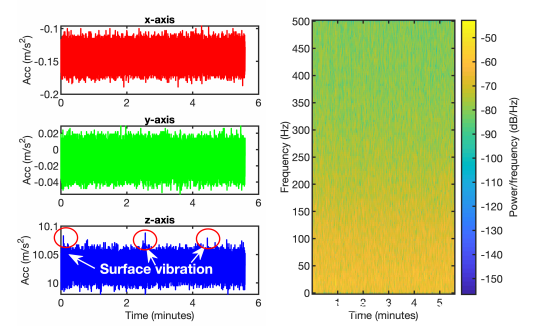 x-axis
-0.1
-0.15
-0.2
Acc (m/s²)
0 2 4 6
y-axis
0.02
0
-0.02
-0.04
Acc (m/s²)
0 2 4 6
z-axis
10.1
10.05
10
Acc (m/s²)
Surface vibration
0 2 4 6
Time (minutes)
500
450
400
350
300
250
200
150
100
50
0
Frequency (Hz)
1 2 3 4 5
Time (minutes)
-50
-60
-70
-80
-90
-100
-110
-120
-130
-140
-150
Power/frequency (dB/Hz)